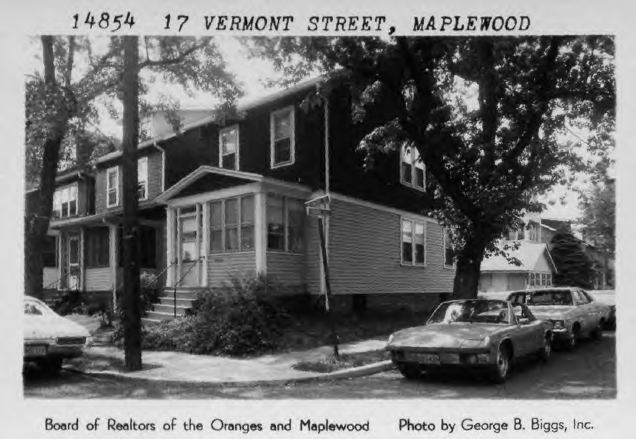 14854 17 VERMONT STREET, MAPLEWOOD
Board of Realtors of the Oranges and Maplewood Photo by George B. Biggs, Inc.